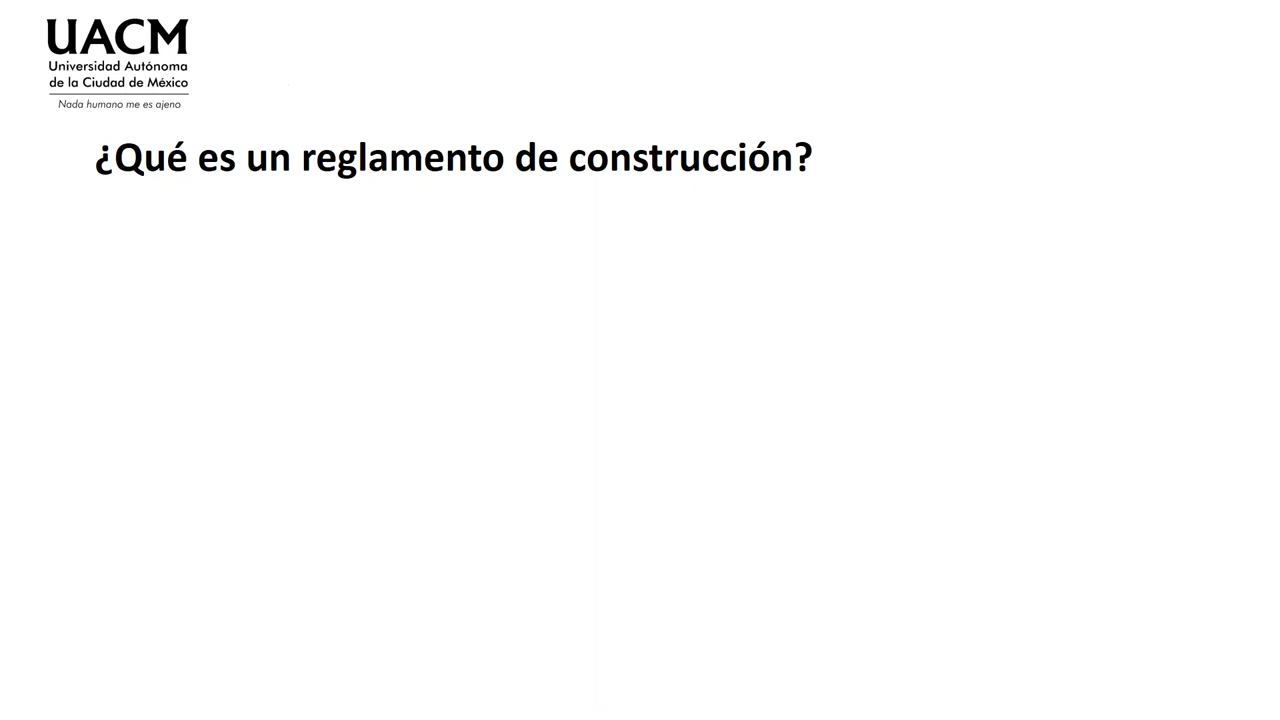 UACM
Universidad Autónoma
de la Ciudad de México
Nada humano me es ajeno
¿Qué es un reglamento de construcción?